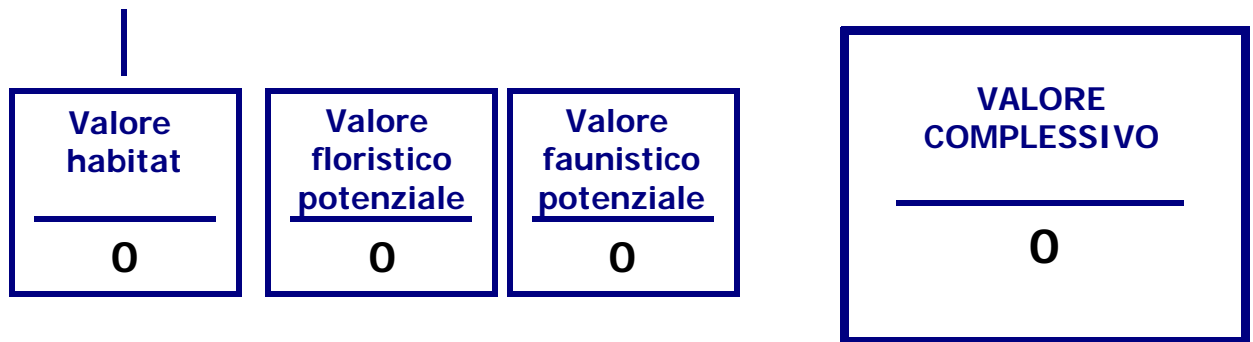 Valore
habitat
0
Valore
floristico
potenziale
0
Valore
faunistico
potenziale
0
VALORE
COMPLESSIVO
0